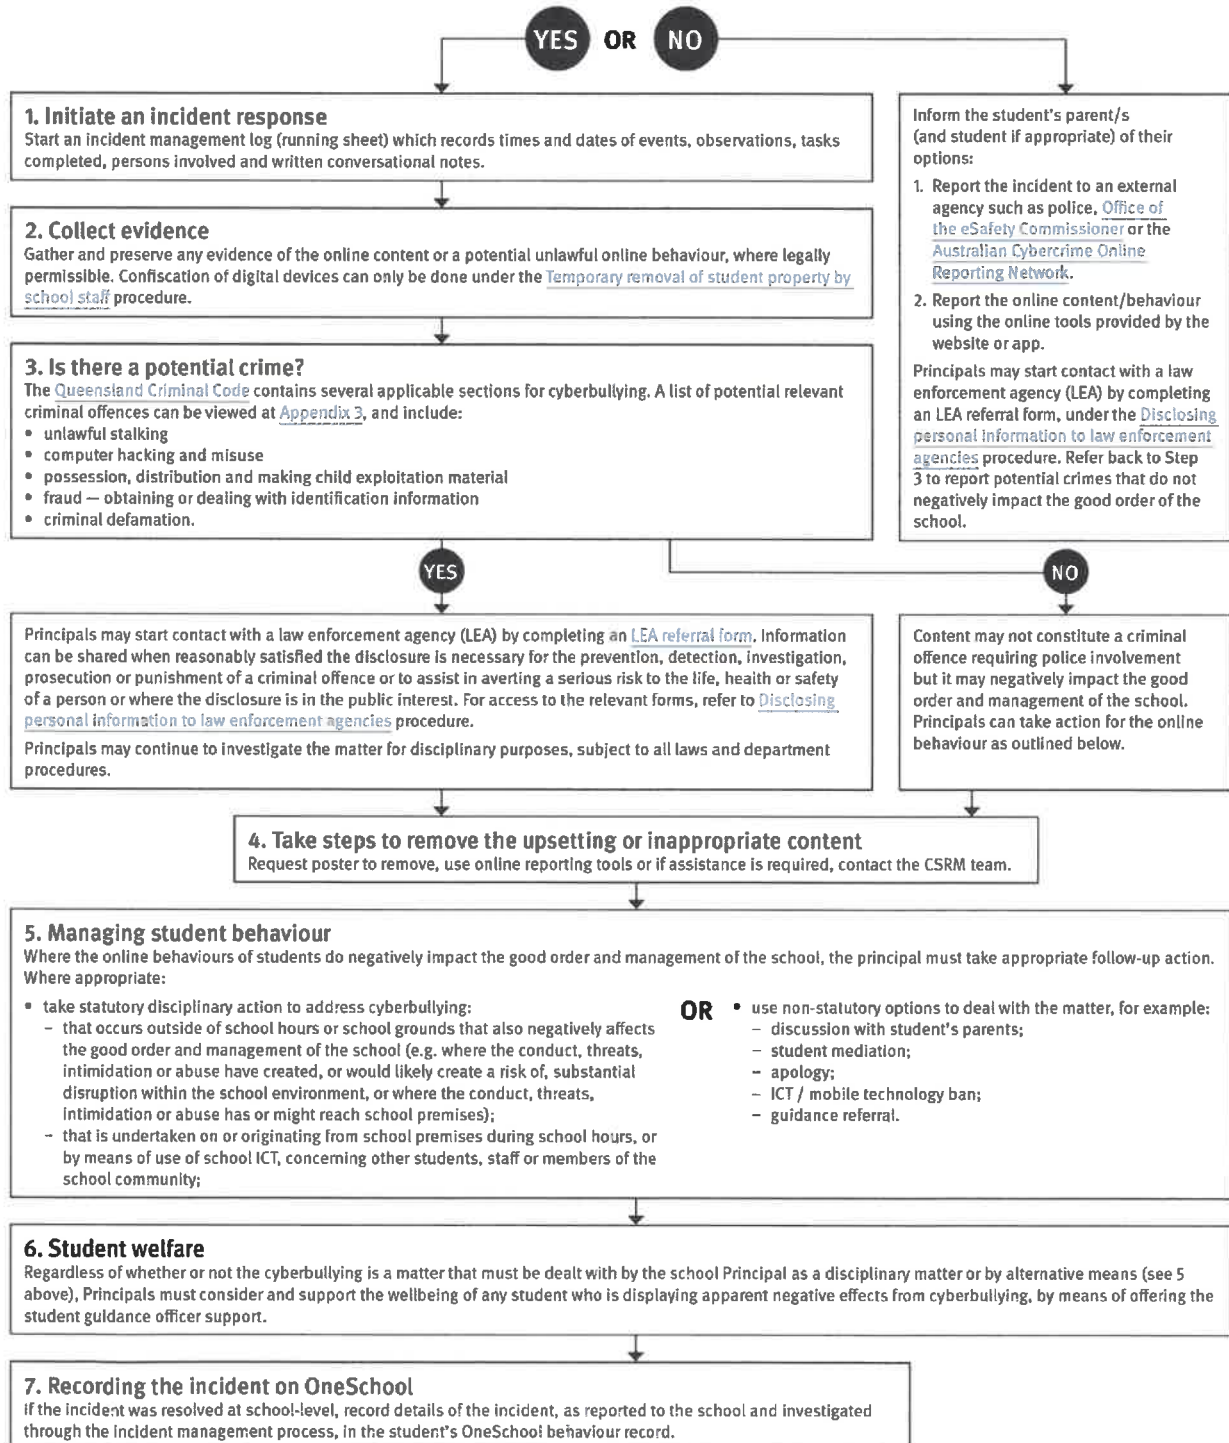 YES OR NO
1. Initiate an incident response
Start an incident management log (running sheet) which records times and dates of events, observations, tasks
completed, persons involved and written conversational notes.
2. Collect evidence
Gather and preserve any evidence of the online content or a potential unlawful online behaviour, where legally
permissible. Confiscation of digital devices can only be done under the Temporary removal of student property by
school staff procedure.
3. Is there a potential crime?
The Queensland Criminal Code contains several applicable sections for cyberbullying. A list of potential relevant
criminal offences can be viewed at Appendix 3, and include:
• unlawful stalking
• computer hacking and misuse
• possession, distribution and making child exploitation material
• fraud — obtaining or dealing with identification information
• criminal defamation.
Inform the student's parent/s
(and student if appropriate) of their
options:
1. Report the incident to an external
agency such as police, Office of
the eSafety Commissioner or the
Australian Cybercrime Online
Reporting Network.
2. Report the online content/behaviour
using the online tools provided by the
website or app.
Principals may start contact with a law
enforcement agency (LEA) by completing
an LEA referral form, under the Disclosing
personal information to law enforcement
agencies procedure. Refer back to Step
3 to report potential crimes that do not
negatively impact the good order of the
school.
YES
NO
Principals may start contact with a law enforcement agency (LEA) by completing an LEA referral form. Information
can be shared when reasonably satisfied the disclosure is necessary for the prevention, detection, investigation,
prosecution or punishment of a criminal offence or to assist in averting a serious risk to the life, health or safety
of a person or where the disclosure is in the public interest. For access to the relevant forms, refer to Disclosing
personal information to law enforcement agencies procedure.
Principals may continue to investigate the matter for disciplinary purposes, subject to all laws and department
procedures.
Content may not constitute a criminal
offence requiring police involvement
but it may negatively impact the good
order and management of the school.
Principals can take action for the online
behaviour as outlined below.
4. Take steps to remove the upsetting or inappropriate content
Request poster to remove, use online reporting tools or if assistance is required, contact the CSRM team.
5. Managing student behaviour
Where the online behaviours of students do negatively impact the good order and management of the school, the principal must take appropriate follow-up action.
Where appropriate:
• take statutory disciplinary action to address cyberbullying:
– that occurs outside of school hours or school grounds that also negatively affects
the good order and management of the school (e.g. where the conduct, threats,
intimidation or abuse have created, or would likely create a risk of, substantial
disruption within the school environment, or where the conduct, threats,
intimidation or abuse has or might reach school premises);
– that is undertaken on or originating from school premises during school hours, or
by means of use of school ICT, concerning other students, staff or members of the
school community;
OR
• use non-statutory options to deal with the matter, for example:
– discussion with student's parents;
– student mediation;
– apology;
– ICT / mobile technology ban;
– guidance referral.
6. Student welfare
Regardless of whether or not the cyberbullying is a matter that must be dealt with by the school Principal as a disciplinary matter or by alternative means (see 5
above), Principals must consider and support the wellbeing of any student who is displaying apparent negative effects from cyberbullying, by means of offering the
student guidance officer support.
7. Recording the incident on OneSchool
If the incident was resolved at school-level, record details of the incident, as reported to the school and investigated
through the incident management process, in the student's OneSchool behaviour record.